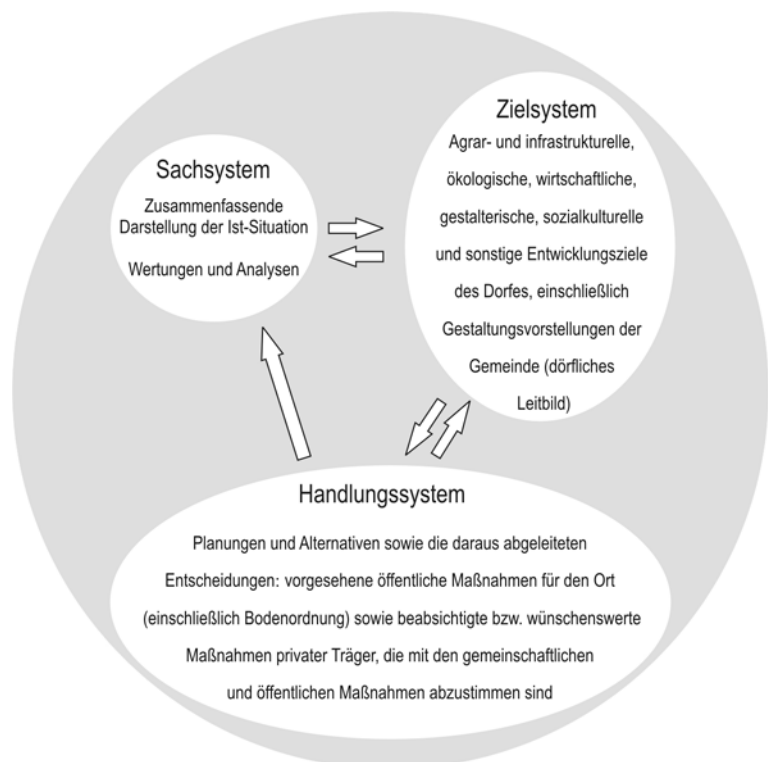 Sachsystem
Zusammenfassende
Darstellung der Ist-Situation
Wertungen und Analysen
Zielsystem
Agrar- und infrastrukturelle,
ökologische, wirtschaftliche,
gestalterische, sozialkulturelle
und sonstige Entwicklungsziele
des Dorfes, einschließlich
Gestaltungsvorstellungen der
Gemeinde (dörfliches
Leitbild)
Handlungssystem
Planungen und Alternativen sowie die daraus abgeleiteten
Entscheidungen: vorgesehene öffentliche Maßnahmen für den Ort
(einschließlich Bodenordnung) sowie beabsichtigte bzw. wünschenswerte
Maßnahmen privater Träger, die mit den gemeinschaftlichen
und öffentlichen Maßnahmen abzustimmen sind